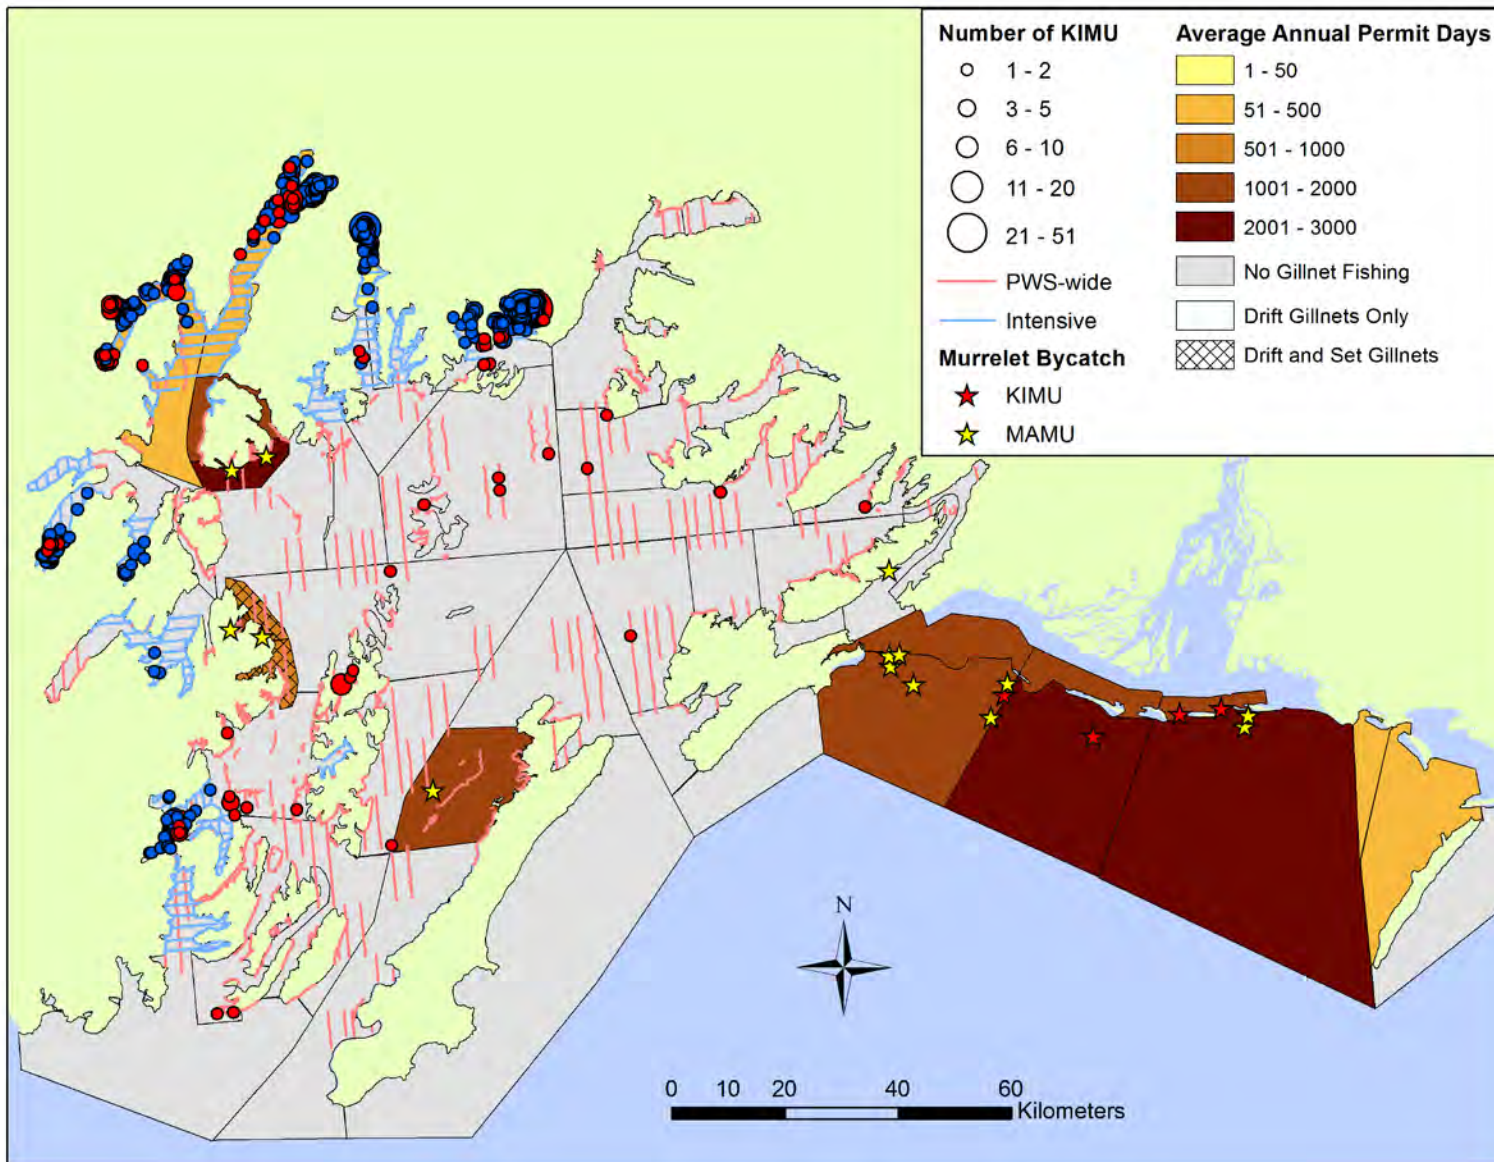 Number of KIMU
1 - 2
3 - 5
6 - 10
11 - 20
21 - 51
PWS-wide
Intensive
Murrelet Bycatch
KIMU
MAMU
Average Annual Permit Days
1 - 50
51 - 500
501 - 1000
1001 - 2000
2001 - 3000
No Gillnet Fishing
Drift Gillnets Only
Drift and Set Gillnets
N
0 10 20 40 60
Kilometers